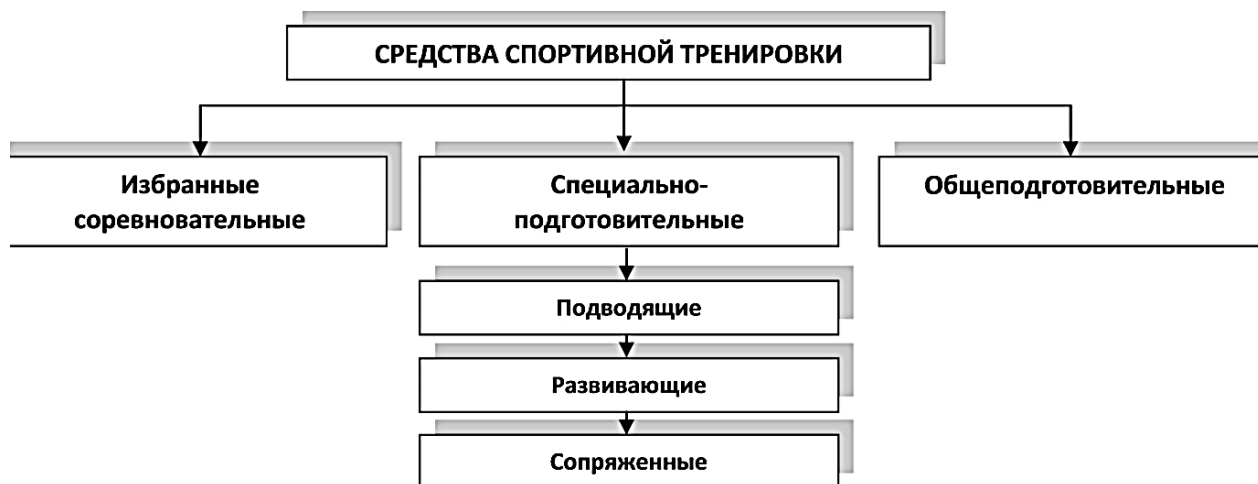 СРЕДСТВА СПОРТИВНОЙ ТРЕНИРОВКИ
Избранные
соревновательные
Специально-
подготовительные
Общеподготовительные
Подводящие
Развивающие
Сопряженные